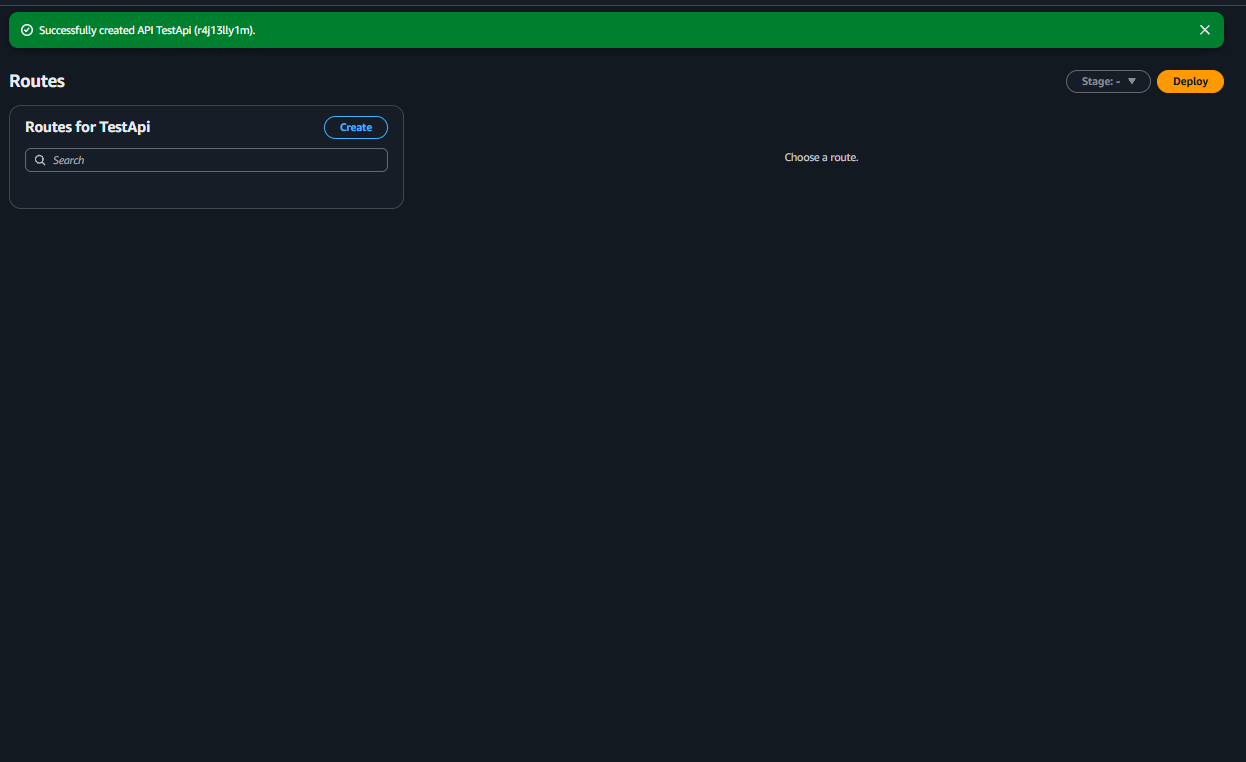 Successfully created API TestApi (r4j13lly1m).
Routes
Stage: -
Deploy
Routes for TestApi
Create
Search
Choose a route.